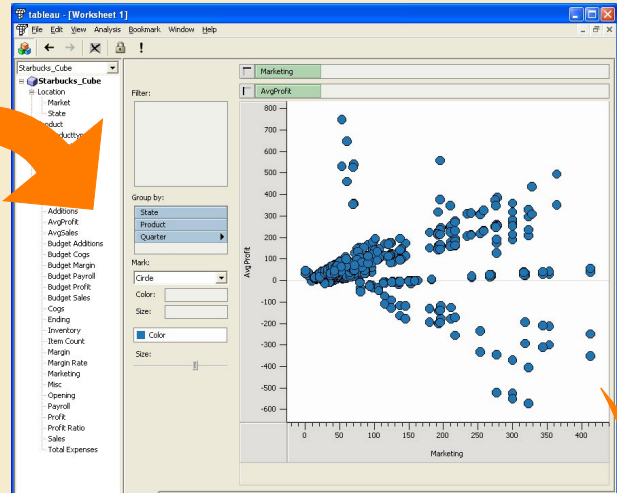 tableau - [Worksheet 1]
File Edit View Analysis Bookmark Window Help
Starbucks_Cube
Starbucks_Cube
Location
Market
State
Additions
AvgProfit
AvgSales
Budget Additions
Budget Cogs
Budget Margin
Budget Payroll
Budget Profit
Budget Sales
Cogs
Ending
Inventory
Item Count
Margin
Margin Rate
Marketing
Misc
Opening
Payroll
Profit
Profit Ratio
Sales
Total Expenses
Filter:
Group by:
State
Product
Quarter
Mark:
Circle
Color:
Size:
Color
Size:
Marketing
AvgProfit
800
700
600
500
400
300
200
100
0
-100
-200
-300
-400
-500
-600
AvgProfit
0 50 100 150 200 250 300 350 400
Marketing